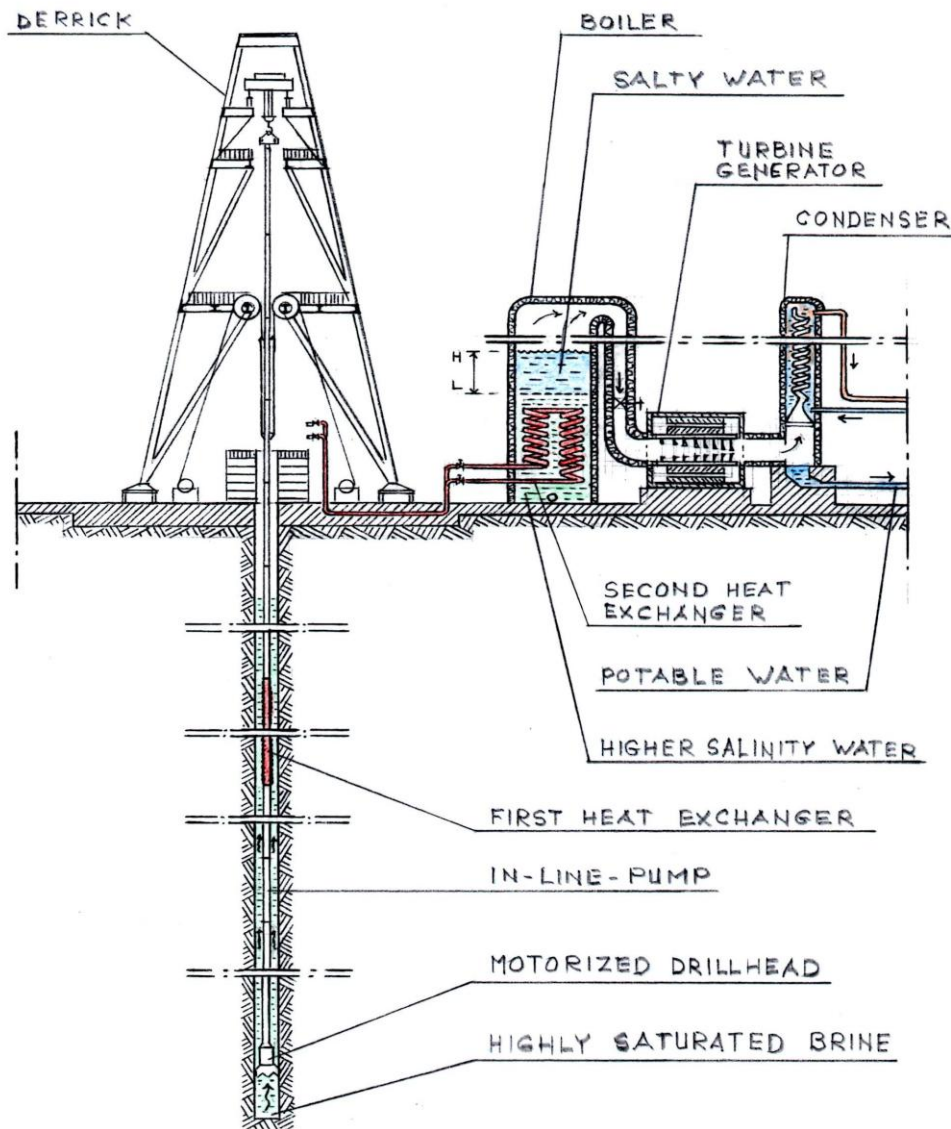 DERRICK
BOILER
SALTY WATER
TURBINE
GENERATOR
CONDENSER
H
L
SECOND HEAT
EXCHANGER
POTABLE WATER
HIGHER SALINITY WATER
FIRST HEAT EXCHANGER
IN-LINE-PUMP
MOTORIZED DRILLHEAD
HIGHLY SATURATED BRINE